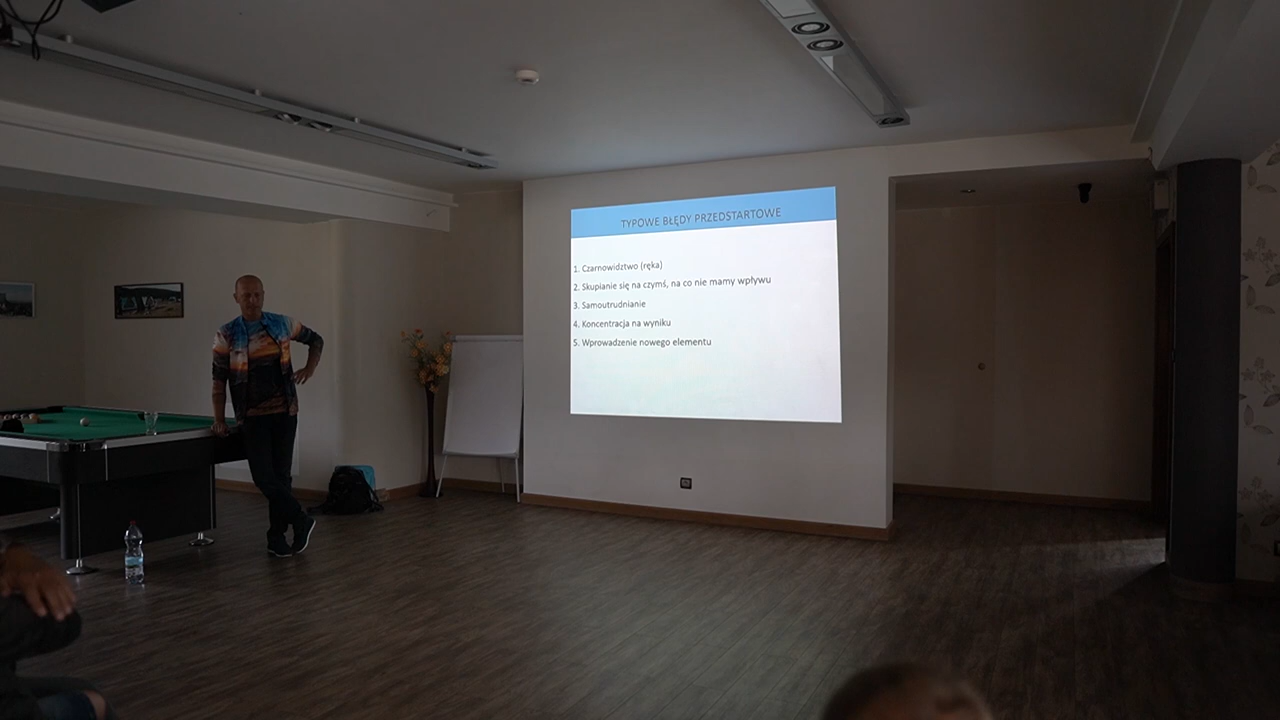 TYPOWE BŁĘDY PRZEDSTARTOWE
1. Czarnowidztwo (ręka)
2. Skupianie się na czymś, na co nie mamy wpływu
3. Samoutrudnianie
4. Koncentracja na wyniku
5. Wprowadzenie nowego elementu